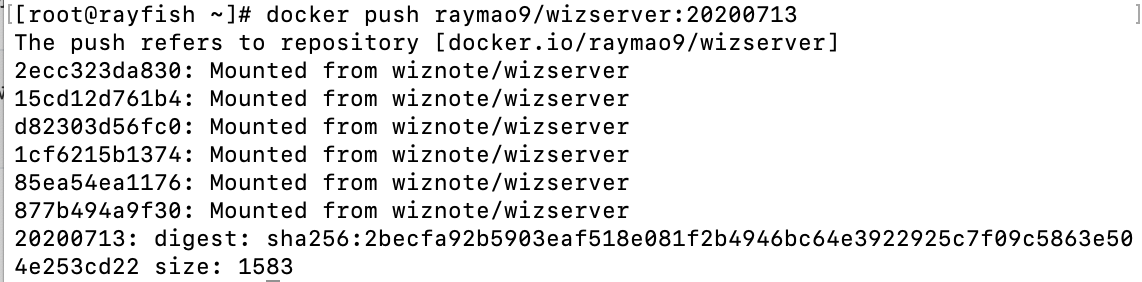 [[root@rayfish ~]# docker push raymao9/wizserver:20200713 ]
The push refers to repository [docker.io/raymao9/wizserver]
2ecc323da830: Mounted from wiznote/wizserver
15cd12d761b4: Mounted from wiznote/wizserver
d82303d56fc0: Mounted from wiznote/wizserver
1cf6215b1374: Mounted from wiznote/wizserver
85ea54ea1176: Mounted from wiznote/wizserver
877b494a9f30: Mounted from wiznote/wizserver
20200713: digest: sha256:2becfa92b5903eaf518e081f2b4946bc64e3922925c7f09c5863e50
4e253cd22 size: 1583